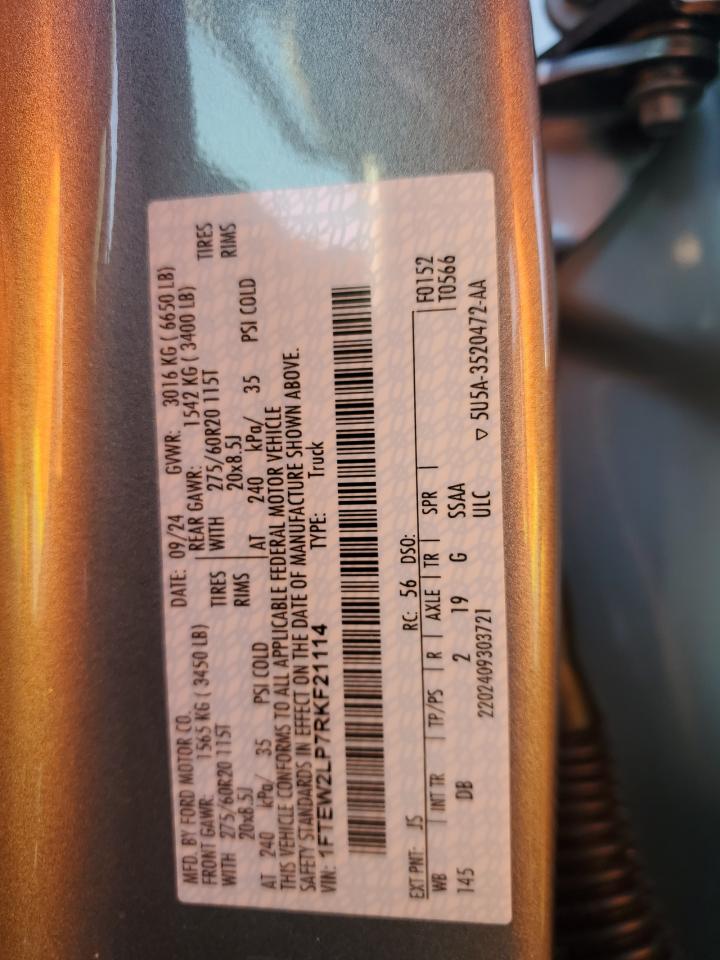 MFD. BY FORD MOTOR CO. DATE: 09/24 GVWR: 3016 KG ( 6650 LB)
FRONT GAWR: 1565 KG ( 3450 LB) REAR GAWR: 1542 KG ( 3400 LB)
WITH 275/60R20 115T TIRES WITH 275/60R20 115T TIRES
20x8.5J RIMS 20x8.5J RIMS
AT 240 kPa/ 35 PSI COLD AT 240 kPa/ 35 PSI COLD
THIS VEHICLE CONFORMS TO ALL APPLICABLE FEDERAL MOTOR VEHICLE
SAFETY STANDARDS IN EFFECT ON THE DATE OF MANUFACTURE SHOWN ABOVE.
VIN: 1FTEW2LP7RKF21114 TYPE: Truck
EXT PNT: JS RC: 56 DSO: F0152
WB INT TR TP/PS R AXLE TR SPR T0566
145 DB 2 19 G SSAA
2202409303721 ULC ▽ 5U5A-3520472-AA